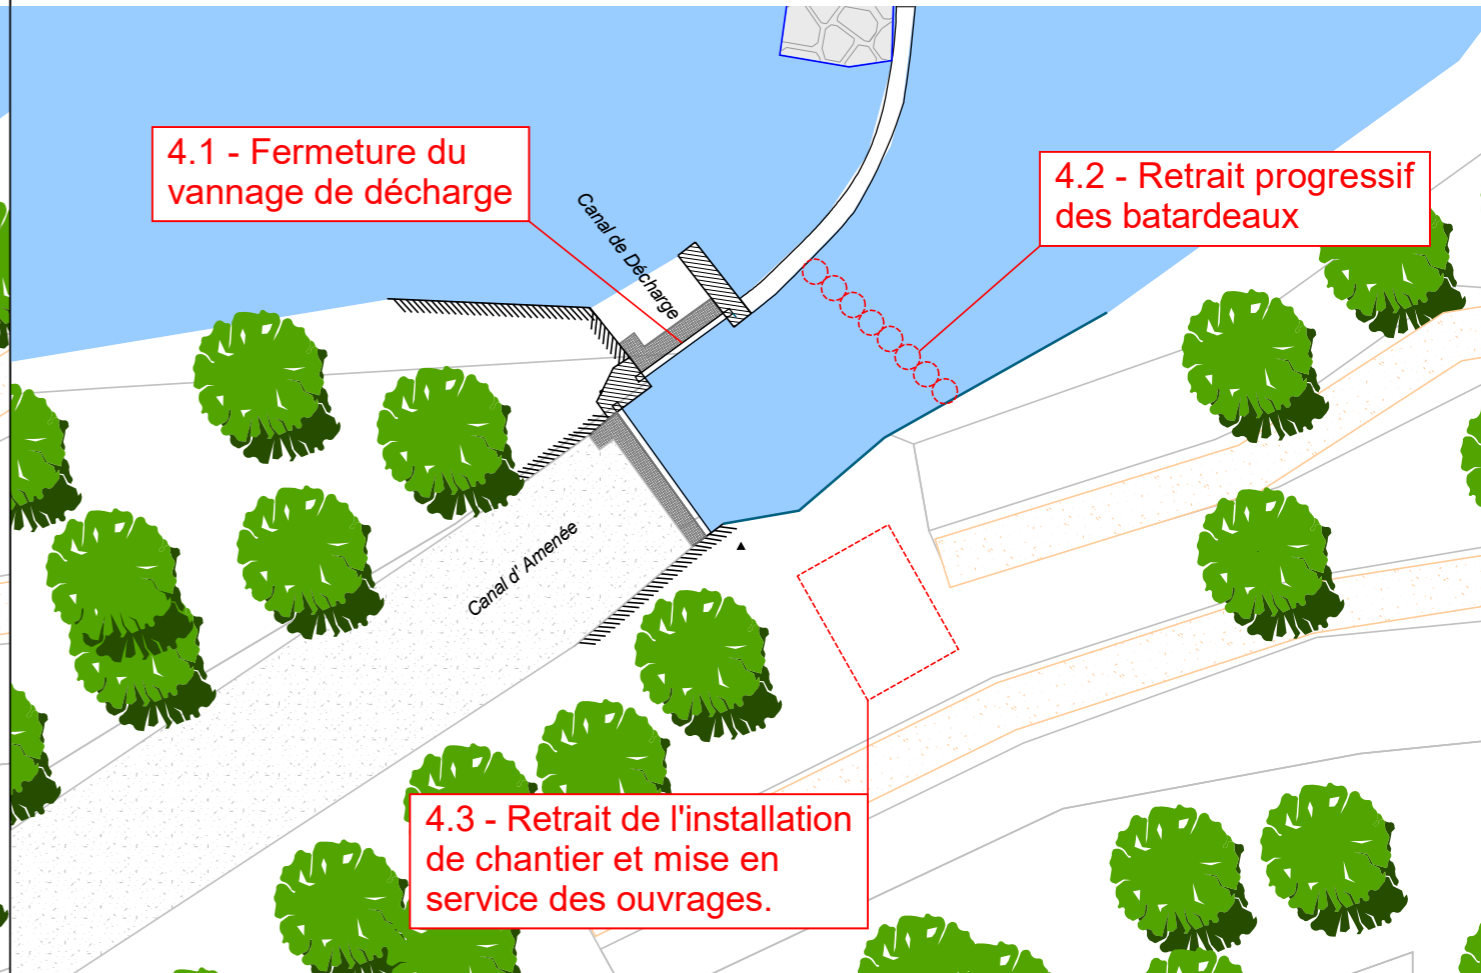 4.1 - Fermeture du
vannage de décharge
4.2 - Retrait progressif
des batardeaux
Canal de Décharge
Canal d' Amenée
4.3 - Retrait de l'installation
de chantier et mise en
service des ouvrages.